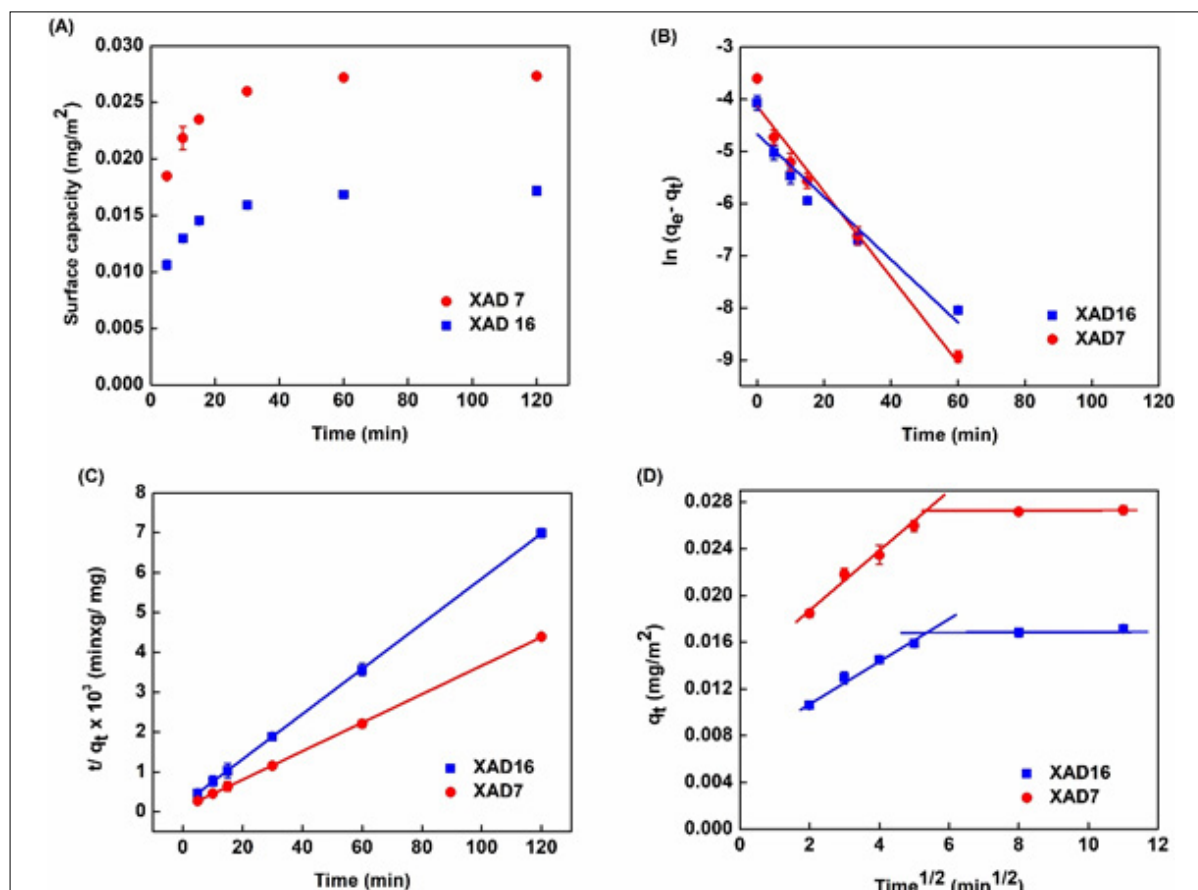 (A)
0.030
0.025
0.020
0.015
0.010
0.005
0.000
Surface capacity (mg/m²)
XAD 7
XAD 16
0 20 40 60 80 100 120
Time (min)
(B)
-3
-4
-5
-6
-7
-8
-9
ln (qe- qt)
XAD16
XAD7
0 20 40 60 80 100 120
Time (min)
(C)
8
7
6
5
4
3
2
1
0
t/ qt x 10³ (minxg/ mg)
XAD16
XAD7
0 20 40 60 80 100 120
Time (min)
(D)
0.028
0.024
0.020
0.016
0.012
0.008
0.004
0.000
qt (mg/m²)
XAD16
XAD7
0 2 4 6 8 10 12
Time1/2 (min1/2)